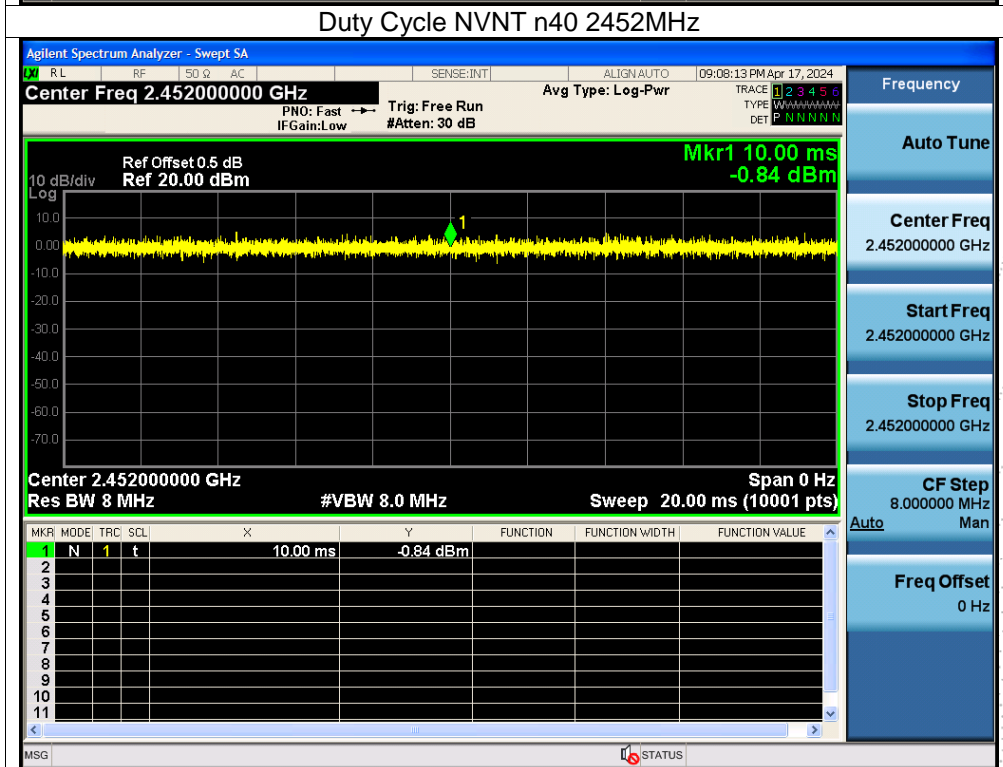 Duty Cycle NVNT n40 2452MHz
Agilent Spectrum Analyzer - Swept SA
LXI RL RF 50 Ω AC SENSE:INT ALIGN AUTO 09:08:13 PM Apr 17, 2024
Center Freq 2.452000000 GHz Avg Type: Log-Pwr TRACE 1 2 3 4 5 6
PNO: Fast Trig: Free Run TYPE WWWWWW
IFGain:Low #Atten: 30 dB DET P N N N N N
Mkr1 10.00 ms
Ref Offset 0.5 dB
10 dB/div Ref 20.00 dBm -0.84 dBm
Log
10.0
1
0.00
-10.0
-20.0
-30.0
-40.0
-50.0
-60.0
-70.0
Center 2.452000000 GHz Span 0 Hz
Res BW 8 MHz #VBW 8.0 MHz Sweep 20.00 ms (10001 pts)
MKR MODE TRC SCL X Y FUNCTION FUNCTION WIDTH FUNCTION VALUE
1 N 1 t 10.00 ms -0.84 dBm
2
3
4
5
6
7
8
9
10
11
MSG STATUS
Frequency
Auto Tune
Center Freq
2.452000000 GHz
Start Freq
2.452000000 GHz
Stop Freq
2.452000000 GHz
CF Step
8.000000 MHz
Auto Man
Freq Offset
0 Hz